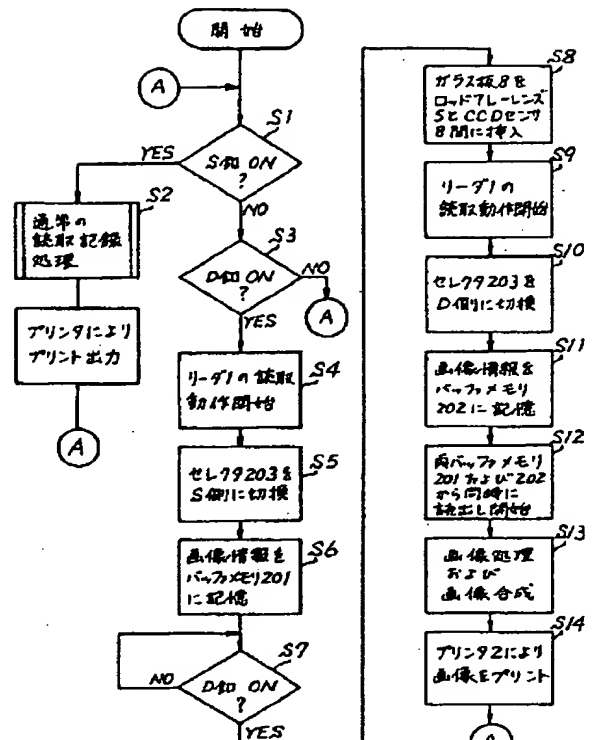 開始
A
S1
YES
S釦 ON
?
S2
NO
通常の
読取記録
処理
S3
D釦 ON
?
NO
A
プリンタにより
プリント出力
YES
リーダ1の読取
動作開始
S4
A
セレクタ203を
S側に切換
S5
画像情報を
バッファメモリ201
に記憶
S6
S7
NO
D釦 ON
?
YES
S8
ガラス板8を
ロッドアレーレンズ
5とCCDセンサ
8間に挿入
S9
リーダ1の
読取動作開始
S10
セレクタ203を
D側に切換
S11
画像情報を
バッファメモリ
202に記憶
S12
両バッファメモリ
201および202
から同時に
読出し開始
S13
画像処理
および
画像合成
S14
プリンタ2により
画像をプリント
A